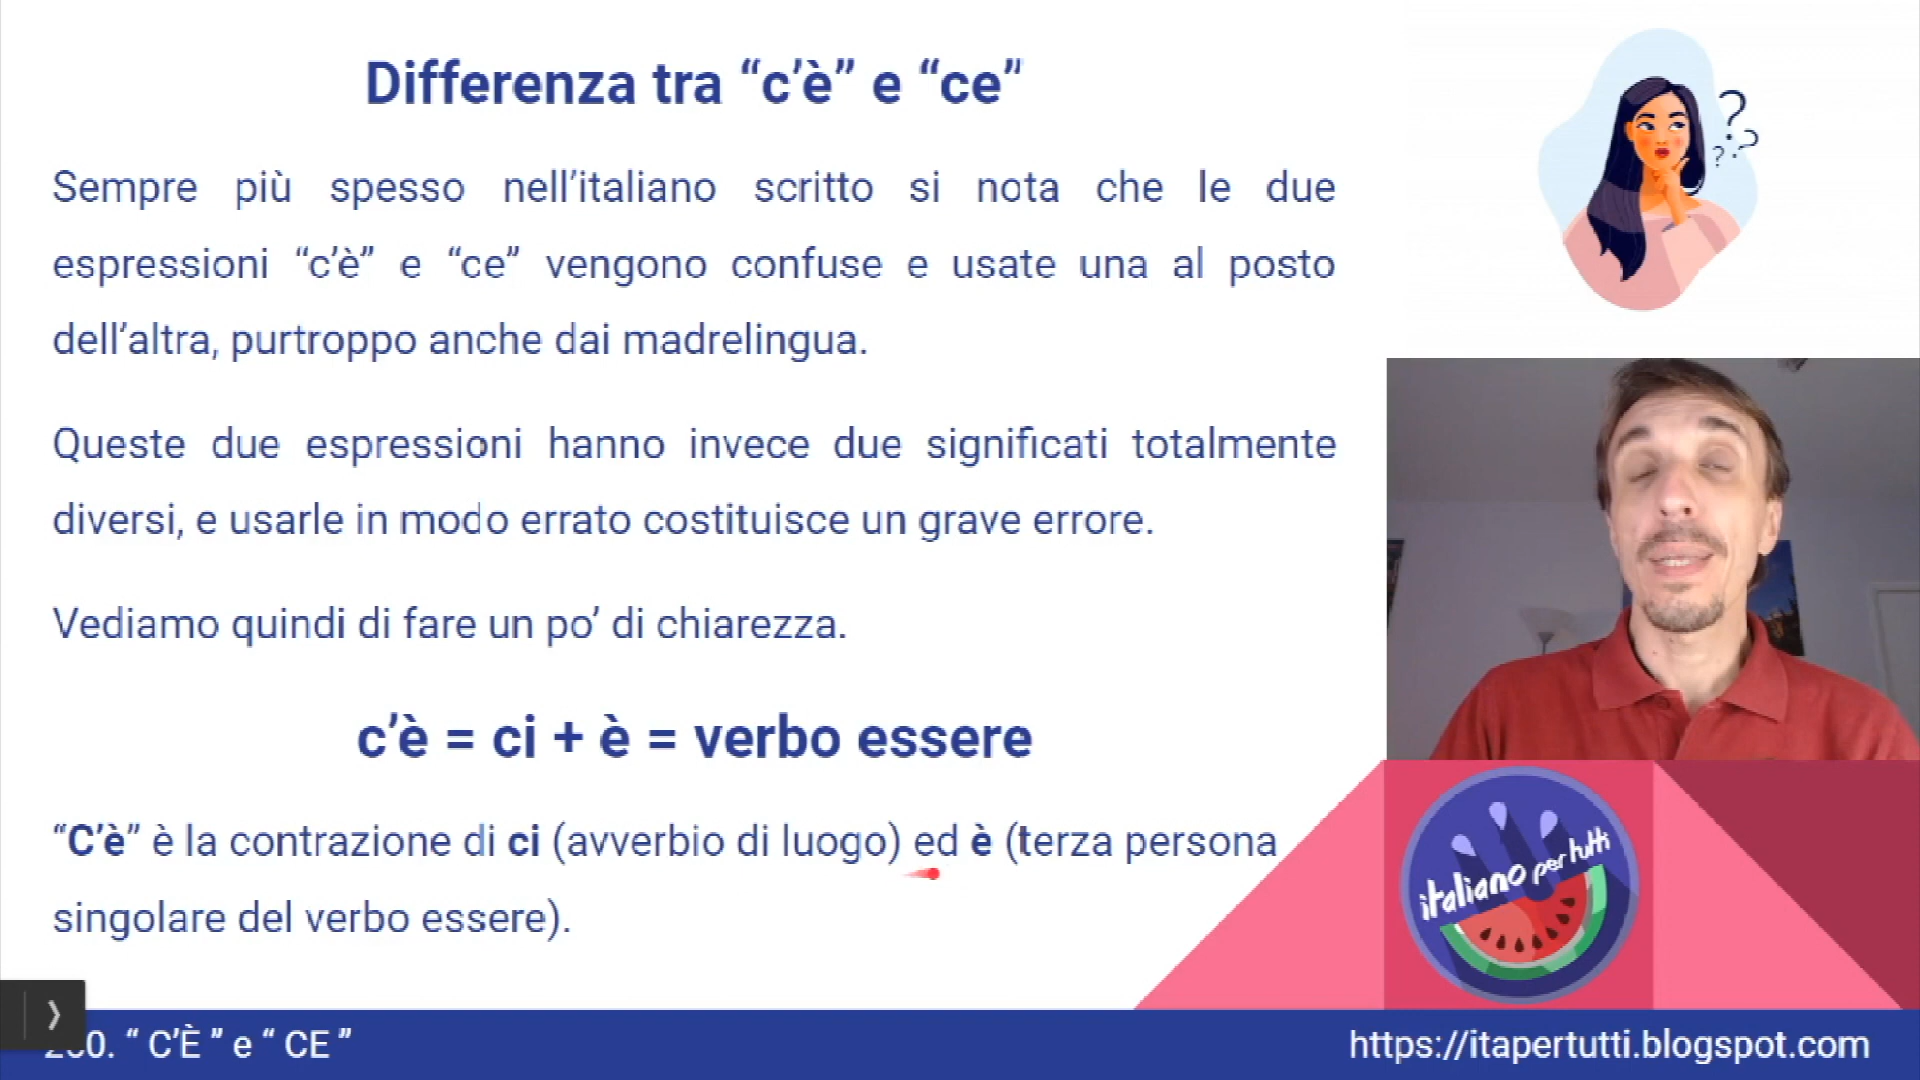 Differenza tra “c’è” e “ce”
Sempre più spesso nell’italiano scritto si nota che le due
espressioni “c’è” e “ce” vengono confuse e usate una al posto
dell’altra, purtroppo anche dai madrelingua.
Queste due espressioni hanno invece due significati totalmente
diversi, e usarle in modo errato costituisce un grave errore.
Vediamo quindi di fare un po’ di chiarezza.
c’è = ci + è = verbo essere
“C’è” è la contrazione di ci (avverbio di luogo) ed è (terza persona
singolare del verbo essere).
italiano per tutti
“ C’È ” e “ CE ”
https://itapertutti.blogspot.com